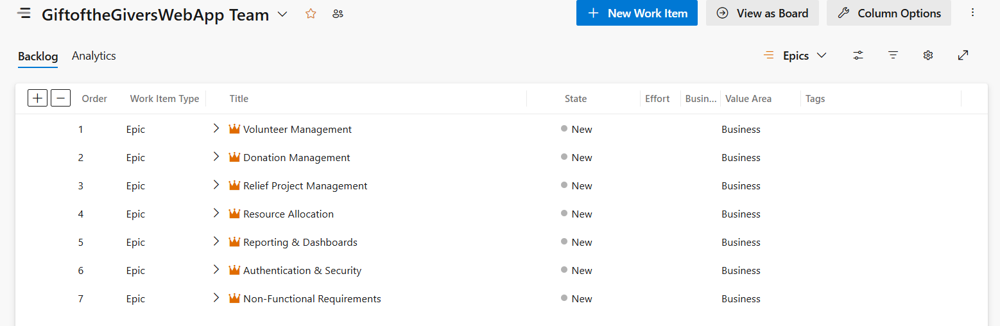 GiftoftheGiversWebApp Team
New Work Item
View as Board
Column Options
Backlog
Analytics
Epics
Order Work Item Type Title State Effort Busin... Value Area Tags
1 Epic Volunteer Management New Business
2 Epic Donation Management New Business
3 Epic Relief Project Management New Business
4 Epic Resource Allocation New Business
5 Epic Reporting & Dashboards New Business
6 Epic Authentication & Security New Business
7 Epic Non-Functional Requirements New Business